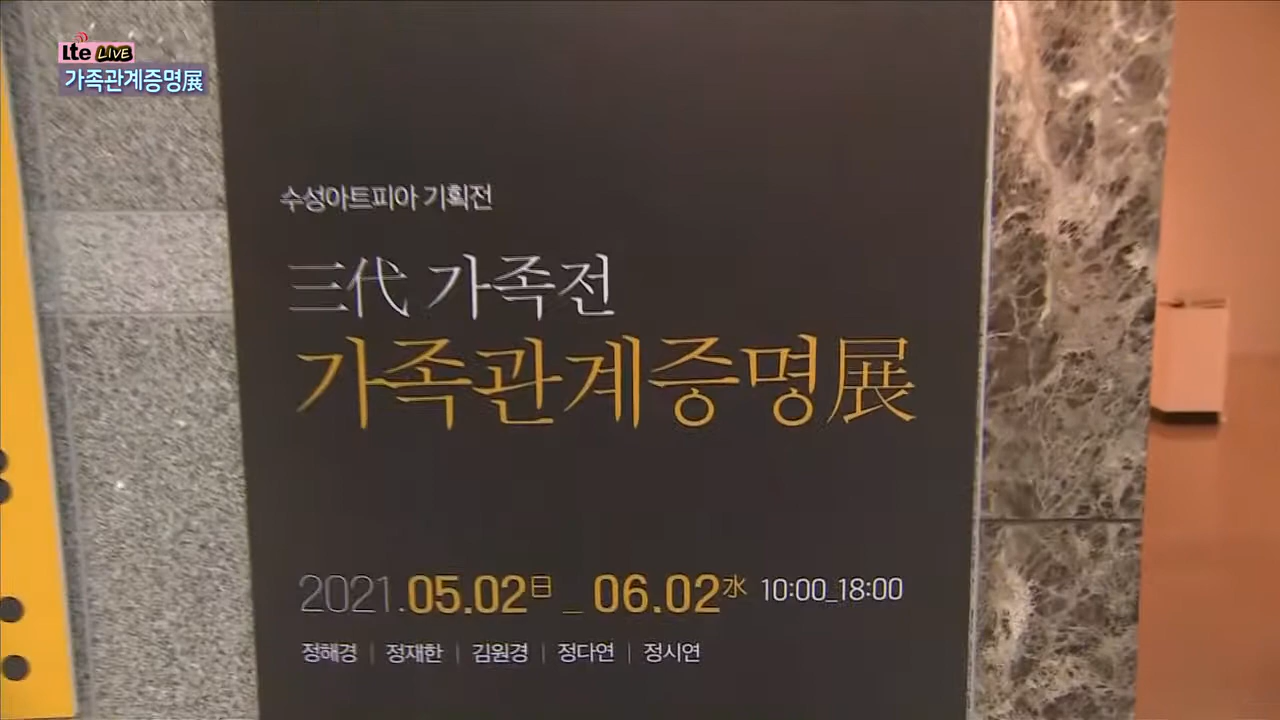 Lte LIVE
가족관계증명展
수성아트피아 기획전
三代 가족전
가족관계증명展
2021.05.02日 _ 06.02水 10:00_18:00
정해경 | 정재한 | 김원경 | 정다연 | 정시연